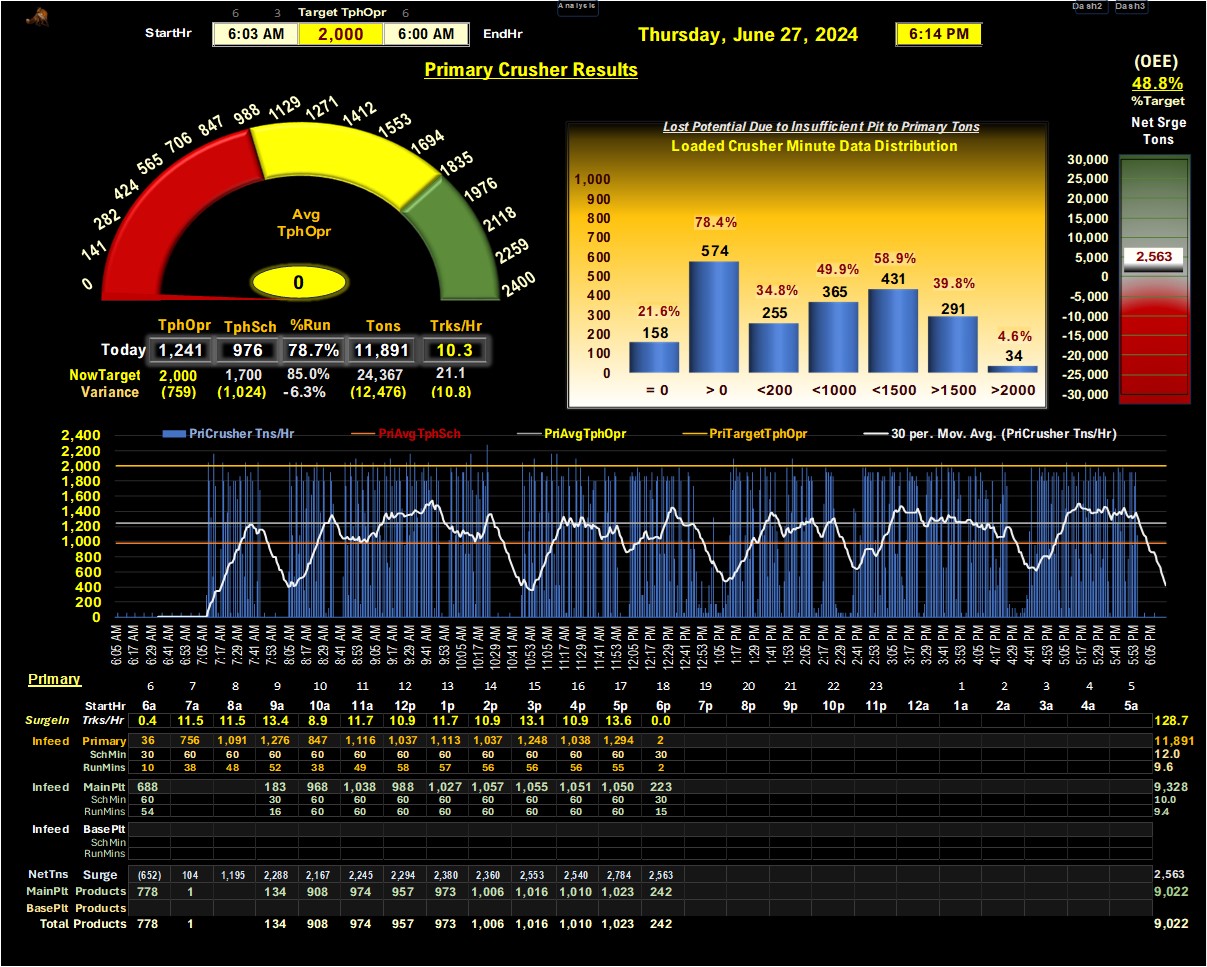 Analysis Dash2 Dash3
6 3 Target TphOpr 6
StartHr 6:03 AM 2,000 6:00 AM EndHr Thursday, June 27, 2024 6:14 PM
(OEE)
48.8%
%Target
Primary Crusher Results
Net Srge
Tons
0 141 282 424 565 706 847 988 1129 1271 1412 1553 1694 1835 1976 2118 2259 2400
Avg
TphOpr
0
TphOpr TphSch %Run Tons Trks/Hr
Today 1,241 976 78.7% 11,891 10.3
NowTarget 2,000 1,700 85.0% 24,367 21.1
Variance (759) (1,024) -6.3% (12,476) (10.8)
Lost Potential Due to Insufficient Pit to Primary Tons
Loaded Crusher Minute Data Distribution
1,000
900
800
700
600
500
400
300
200
100
0
21.6% 78.4% 34.8% 49.9% 58.9% 39.8% 4.6%
158 574 255 365 431 291 34
= 0 > 0 <200 <1000 <1500 >1500 >2000
30,000
25,000
20,000
15,000
10,000
5,000
0
-5,000
-10,000
-15,000
-20,000
-25,000
-30,000
2,563
PriCrusher Tns/Hr PriAvgTphSch PriAvgTphOpr PriTargetTphOpr 30 per. Mov. Avg. (PriCrusher Tns/Hr)
2,400
2,200
2,000
1,800
1,600
1,400
1,200
1,000
800
600
400
200
0
6:05 AM 6:17 AM 6:29 AM 6:41 AM 6:53 AM 7:05 AM 7:17 AM 7:29 AM 7:41 AM 7:53 AM 8:05 AM 8:17 AM 8:29 AM 8:41 AM 8:53 AM 9:05 AM 9:17 AM 9:29 AM 9:41 AM 9:53 AM 10:05 AM 10:17 AM 10:29 AM 10:41 AM 10:53 AM 11:05 AM 11:17 AM 11:29 AM 11:41 AM 11:53 AM 12:05 PM 12:17 PM 12:29 PM 12:41 PM 12:53 PM 1:05 PM 1:17 PM 1:29 PM 1:41 PM 1:53 PM 2:05 PM 2:17 PM 2:29 PM 2:41 PM 2:53 PM 3:05 PM 3:17 PM 3:29 PM 3:41 PM 3:53 PM 4:05 PM 4:17 PM 4:29 PM 4:41 PM 4:53 PM 5:05 PM 5:17 PM 5:29 PM 5:41 PM 5:53 PM 6:05 PM
Primary
6 7 8 9 10 11 12 13 14 15 16 17 18 19 20 21 22 23 1 2 3 4 5
StartHr 6a 7a 8a 9a 10a 11a 12p 1p 2p 3p 4p 5p 6p 7p 8p 9p 10p 11p 12a 1a 2a 3a 4a 5a
SurgeIn Trks/Hr 0.4 11.5 11.5 13.4 8.9 11.7 10.9 11.7 10.9 13.1 10.9 13.6 0.0 128.7
Infeed Primary 36 756 1,091 1,276 847 1,116 1,037 1,113 1,037 1,248 1,038 1,294 2 11,891
SchMin 30 60 60 60 60 60 60 60 60 60 60 60 30 12.0
RunMins 10 38 48 52 38 49 58 57 56 56 56 55 2 9.6
Infeed MainPlt 688 183 968 1,038 988 1,027 1,057 1,055 1,051 1,050 223 9,328
SchMin 60 30 60 60 60 60 60 60 60 60 30 10.0
RunMins 54 16 60 60 60 60 60 60 60 60 15 9.4
Infeed BasePlt
SchMin
RunMins
NetTns Surge (652) 104 1,195 2,288 2,167 2,245 2,294 2,380 2,360 2,553 2,540 2,784 2,563 2,563
MainPlt Products 778 1 134 908 974 957 973 1,006 1,016 1,010 1,023 242 9,022
BasePlt Products
Total Products 778 1 134 908 974 957 973 1,006 1,016 1,010 1,023 242 9,022